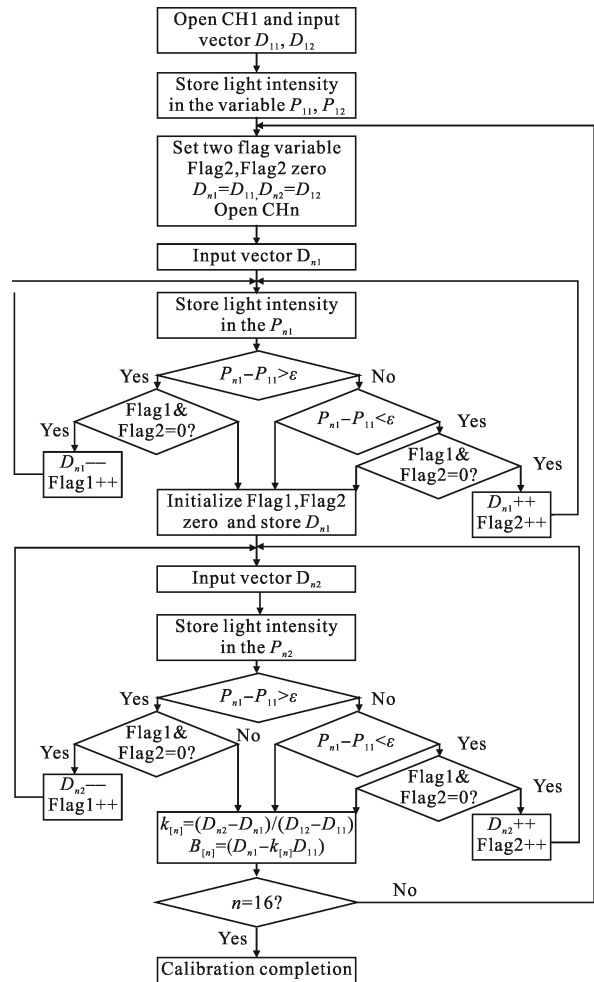 Open CH1 and input
vector D₁₁, D₁₂
Store light intensity
in the variable P₁₁, P₁₂
Set two flag variable
Flag2,Flag2 zero
Dₙ₁=D₁₁,Dₙ₂=D₁₂
Open CHn
Input vector Dₙ₁
Store light intensity
in the Pₙ₁
Yes
Pₙ₁−P₁₁>ε
No
Yes
Flag1&
Flag2=0?
Pₙ₁−P₁₁<ε
Yes
Dₙ₁−−
Flag1++
Flag1&
Flag2=0?
Yes
Dₙ₁++
Flag2++
Initialize Flag1,Flag2
zero and store Dₙ₁
Input vector Dₙ₂
Store light intensity
in the Pₙ₂
Yes
Pₙ₁−P₁₁>ε
No
Yes
Flag1&
Flag2=0?
No
Pₙ₁−P₁₁<ε
Yes
Dₙ₂−−
Flag1++
Flag1&
Flag2=0?
Yes
Dₙ₂++
Flag2++
k[ₙ]=(Dₙ₂−Dₙ₁)/(D₁₂−D₁₁)
B[ₙ]=(Dₙ₁−k[ₙ]D₁₁)
n=16?
No
Yes
Calibration completion